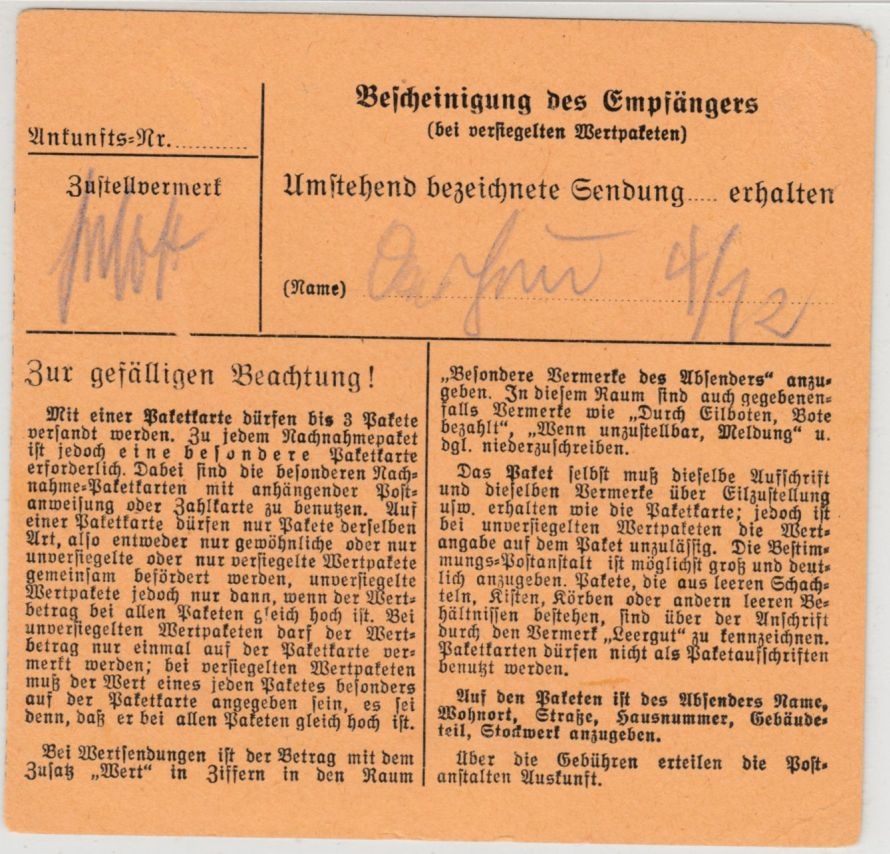 Ankunfts-Nr.
Zustellvermerk
Bescheinigung des Empfängers
(bei versiegelten Wertpaketen)
Umstehend bezeichnete Sendung..... erhalten
(Name)
4/12
Zur gefälligen Beachtung!
Mit einer Paketkarte dürfen bis 3 Pakete
versandt werden. Zu jedem Nachnahmepaket
ist jedoch eine besondere Paketkarte
erforderlich. Dabei sind die besonderen Nach-
nahme-Paketkarten mit anhängender Post-
anweisung oder Zahlkarte zu benutzen. Auf
einer Paketkarte dürfen nur Pakete derselben
Art, also entweder nur gewöhnliche oder nur
unversiegelte oder nur versiegelte Wertpakete
gemeinsam befördert werden, unversiegelte
Wertpakete jedoch nur dann, wenn der Wert-
betrag bei allen Paketen gleich hoch ist. Bei
unversiegelten Wertpaketen darf der Wert-
betrag nur einmal auf der Paketkarte ver-
merkt werden; bei versiegelten Wertpaketen
muß der Wert eines jeden Paketes besonders
auf der Paketkarte angegeben sein, es sei
denn, daß er bei allen Paketen gleich hoch ist.
Bei Wertsendungen ist der Betrag mit dem
Zusatz „Wert“ in Ziffern in den Raum
„Besondere Vermerke des Absenders“ anzu-
geben. In diesem Raum sind auch gegebenen-
falls Vermerke wie „Durch Eilboten, Bote
bezahlt“, „Wenn unzustellbar, Meldung“ u.
dgl. niederzuschreiben.
Das Paket selbst muß dieselbe Aufschrift
und dieselben Vermerke über Eilzustellung
usw. erhalten wie die Paketkarte; jedoch ist
bei unversiegelten Wertpaketen die Wert-
angabe auf dem Paket unzulässig. Die Bestim-
mungs-Postanstalt ist möglichst groß und deut-
lich anzugeben. Pakete, die aus leeren Schach-
teln, Kisten, Körben oder andern leeren Be-
hältnissen bestehen, sind über der Anschrift
durch den Vermerk „Leergut“ zu kennzeichnen.
Paketkarten dürfen nicht als Paketaufschriften
benutzt werden.
Auf den Paketen ist des Absenders Name,
Wohnort, Straße, Hausnummer, Gebäude-
teil, Stockwerk anzugeben.
Über die Gebühren erteilen die Post-
anstalten Auskunft.